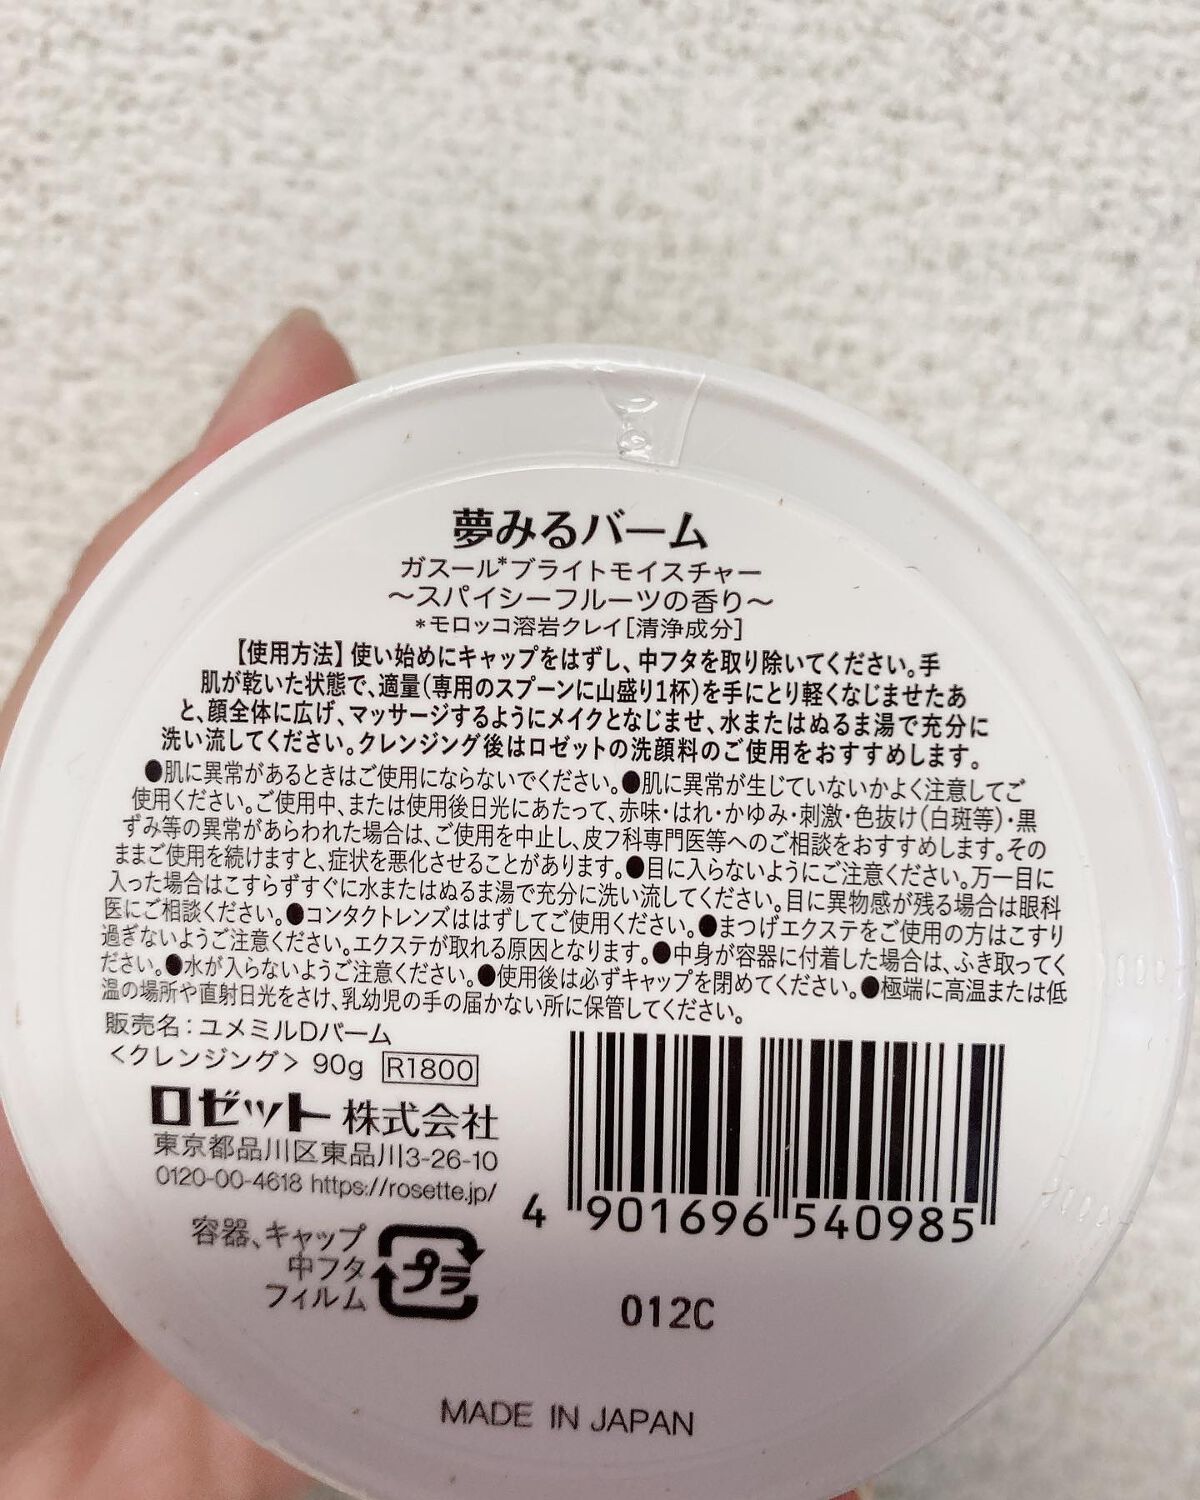 夢みるバーム
ガスール*ブライトモイスチャー
〜スパイシーフルーツの香り〜
*モロッコ溶岩クレイ[清浄成分]
【使用方法】使い始めにキャップをはずし、中フタを取り除いてください。手
肌が乾いた状態で、適量(専用のスプーンに山盛り1杯)を手にとり軽くなじませたあ
と、顔全体に広げ、マッサージするようにメイクとなじませ、水またはぬるま湯で充分に
洗い流してください。クレンジング後はロゼットの洗顔料のご使用をおすすめします。
●肌に異常があるときはご使用にならないでください。●肌に異常が生じていないかよく注意してご
使用ください。ご使用中、または使用後日光にあたって、赤味・はれ・かゆみ・刺激・色抜け(白斑等)・黒
ずみ等の異常があらわれた場合は、ご使用を中止し、皮フ科専門医等へのご相談をおすすめします。その
ままご使用を続けますと、症状を悪化させることがあります。●目に入らないようにご注意ください。万一目に
入った場合はこすらずすぐに水またはぬるま湯で充分に洗い流してください。目に異物感が残る場合は眼科
医にご相談ください。●コンタクトレンズははずしてご使用ください。●まつげエクステをご使用の方はこすり
過ぎないようご注意ください。エクステが取れる原因となります。●中身が容器に付着した場合は、ふき取ってく
ださい。●水が入らないようご注意ください。●使用後は必ずキャップを閉めてください。●極端に高温または低
温の場所や直射日光をさけ、乳幼児の手の届かない所に保管してください。
販売名：ユメミルDバーム
<クレンジング> 90g R1800
ロゼット株式会社
東京都品川区東品川3-26-10
0120-00-4618 https://rosette.jp/
容器、キャップ
中フタ
フィルム
プラ
4 901696 540985
012C
MADE IN JAPAN